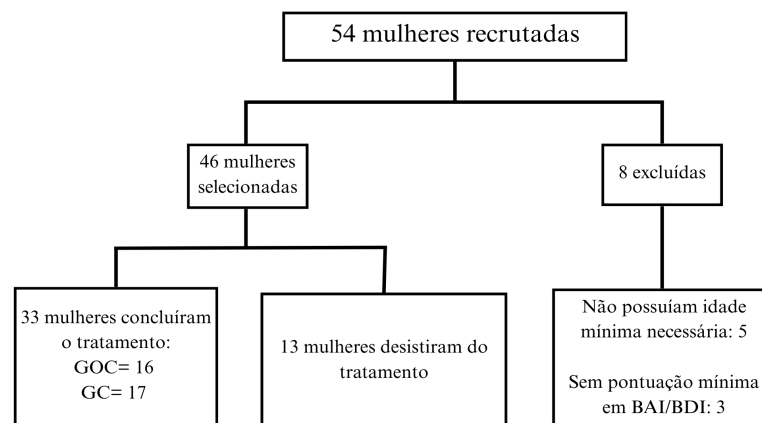 54 mulheres recrutadas
46 mulheres
selecionadas
8 excluídas
33 mulheres concluíram
o tratamento:
GOC= 16
GC= 17
13 mulheres desistiram do
tratamento
Não possuíam idade
mínima necessária: 5
Sem pontuação mínima
em BAI/BDI: 3